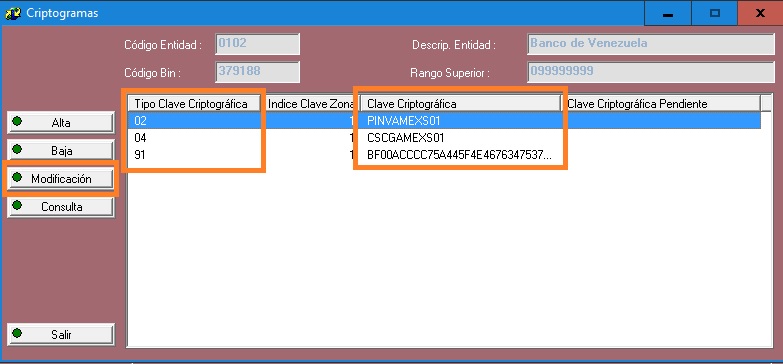 Criptogramas
Código Entidad : 0102 Descrip. Entidad : Banco de Venezuela
Código Bin : 379188 Rango Superior : 099999999
Tipo Clave Criptográfica Indice Clave Zona Clave Criptográfica Clave Criptográfica Pendiente
02 1 PINVAMEXS01
04 1 CSCGAMEXS01
91 1 BF00ACCCC75A445F4E4676347537...
Alta
Baja
Modificación
Consulta
Salir